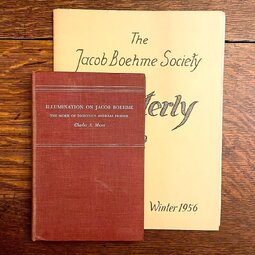 The
Jacob Boehme Society
terly
Winter 1956
ILLUMINATION ON JACOB BOEHME
THE WORK OF DIONYSIUS ANDREAS FREHER
Charles A. Muses